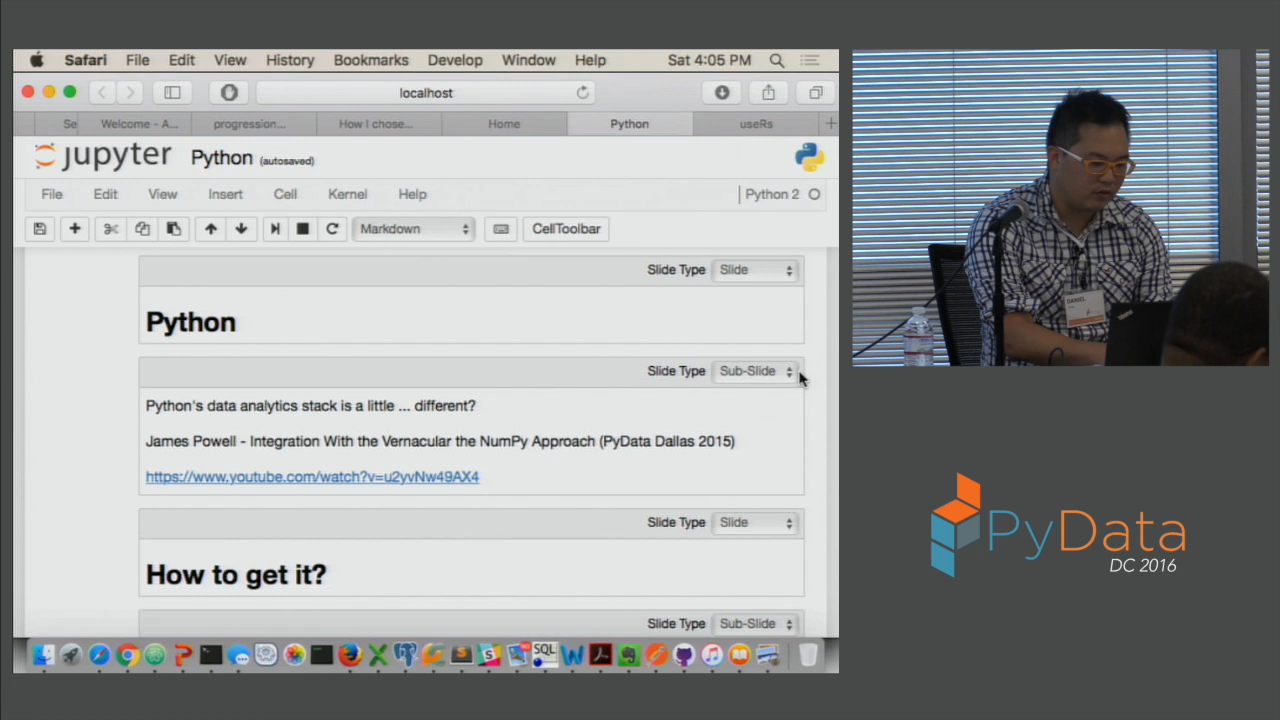 Safari File Edit View History Bookmarks Develop Window Help Sat 4:05 PM
localhost
Se Welcome - A... progression... How I chose... Home Python useRs
jupyter Python (autosaved)
File Edit View Insert Cell Kernel Help Python 2
Markdown CellToolbar
Slide Type Slide
Python
Slide Type Sub-Slide
Python's data analytics stack is a little ... different?
James Powell - Integration With the Vernacular the NumPy Approach (PyData Dallas 2015)
https://www.youtube.com/watch?v=u2yvNw49AX4
Slide Type Slide
How to get it?
Slide Type Sub-Slide
SQL
DANIEL
PyData
DC 2016